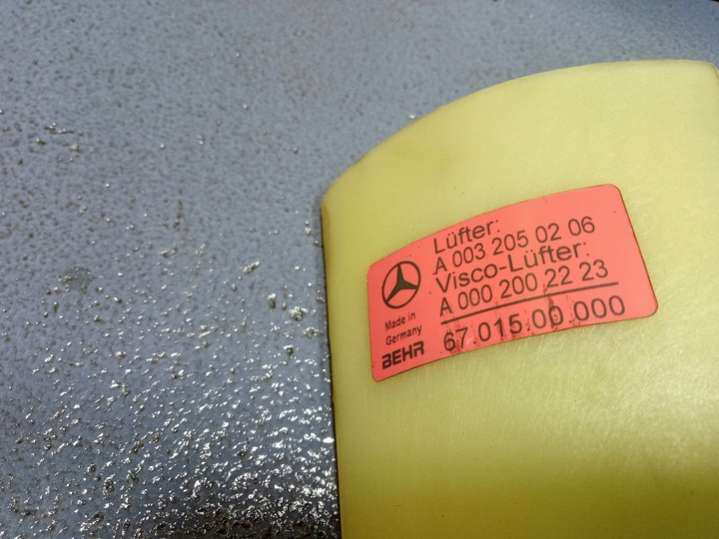 Lüfter:
A 003 205 02 06
Visco-Lüfter:
A 000 200 22 23
Made in
Germany
BEHR
67.015.00.000